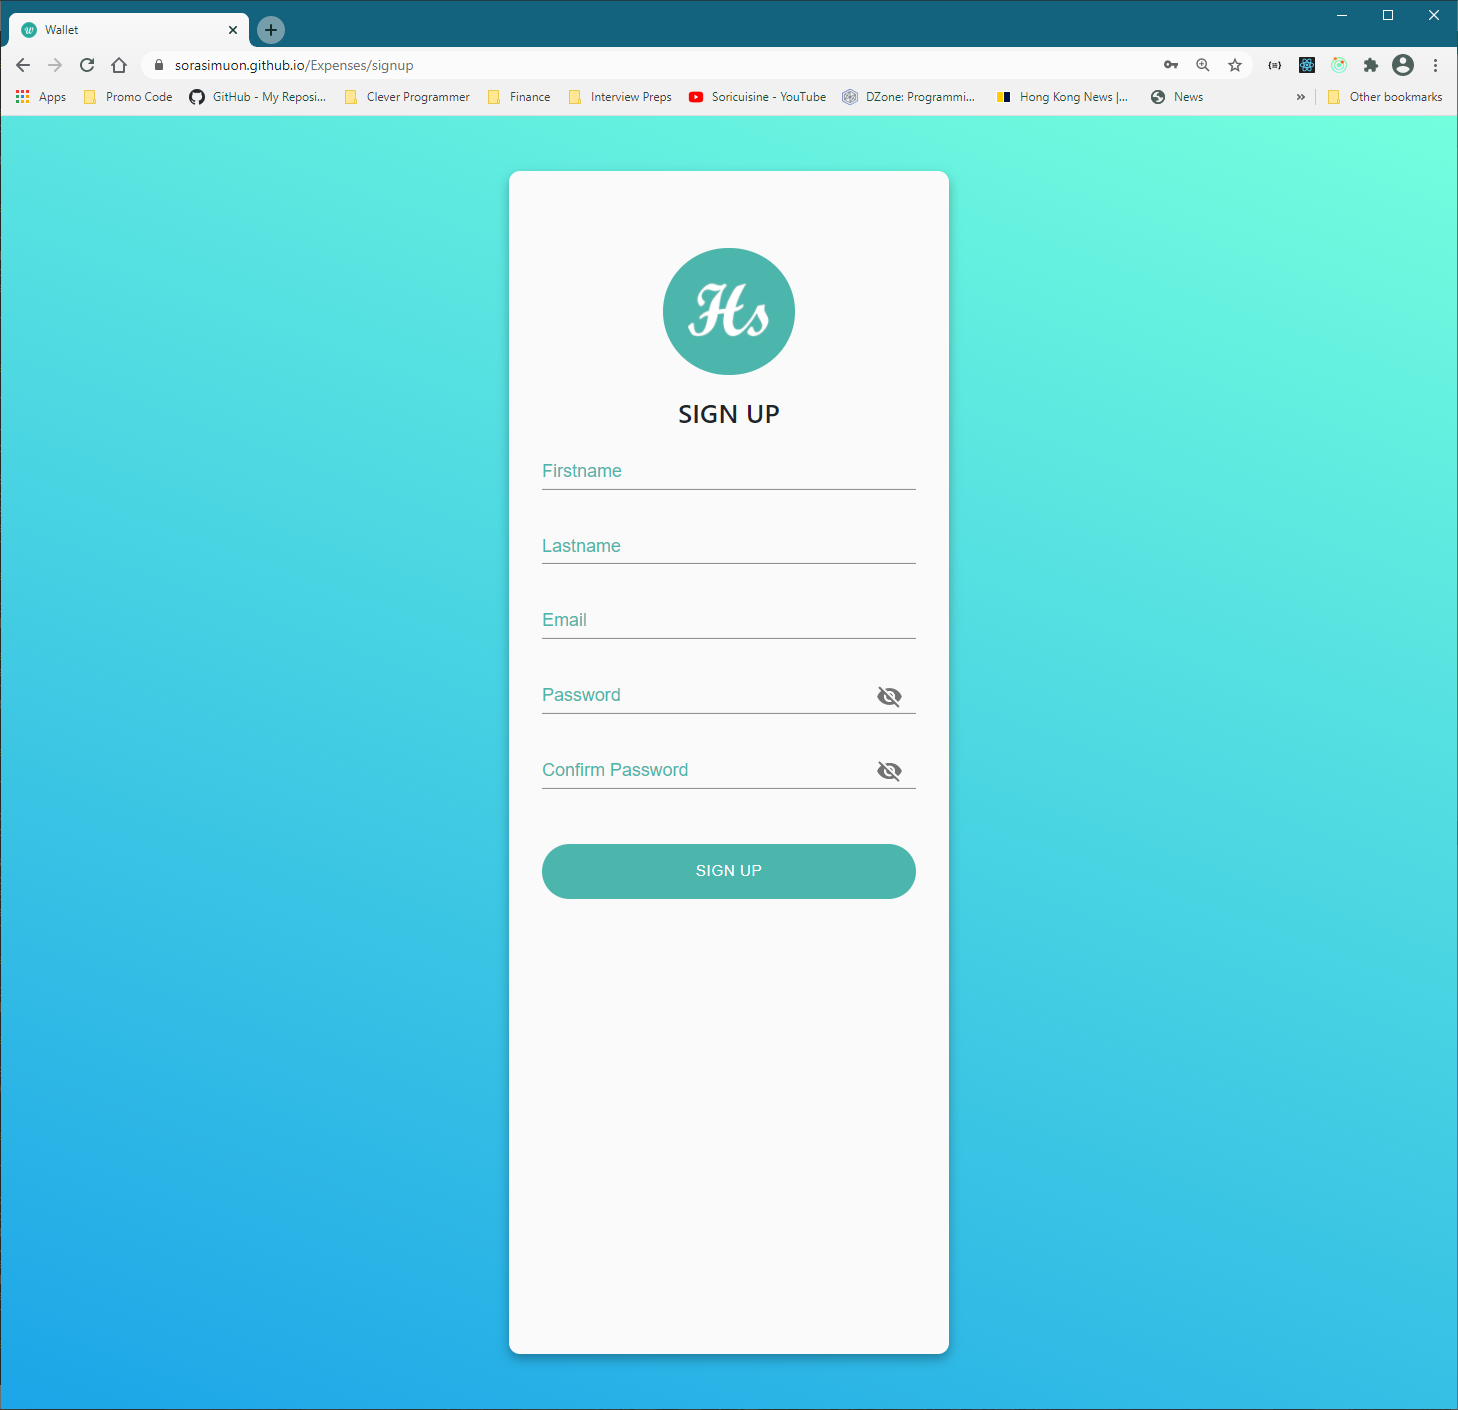 Wallet
sorasimuon.github.io/Expenses/signup
Apps
Promo Code
GitHub - My Reposi...
Clever Programmer
Finance
Interview Preps
Soricuisine - YouTube
DZone: Programmi...
Hong Kong News |...
News
Other bookmarks
Hs
SIGN UP
Firstname
Lastname
Email
Password
Confirm Password
SIGN UP